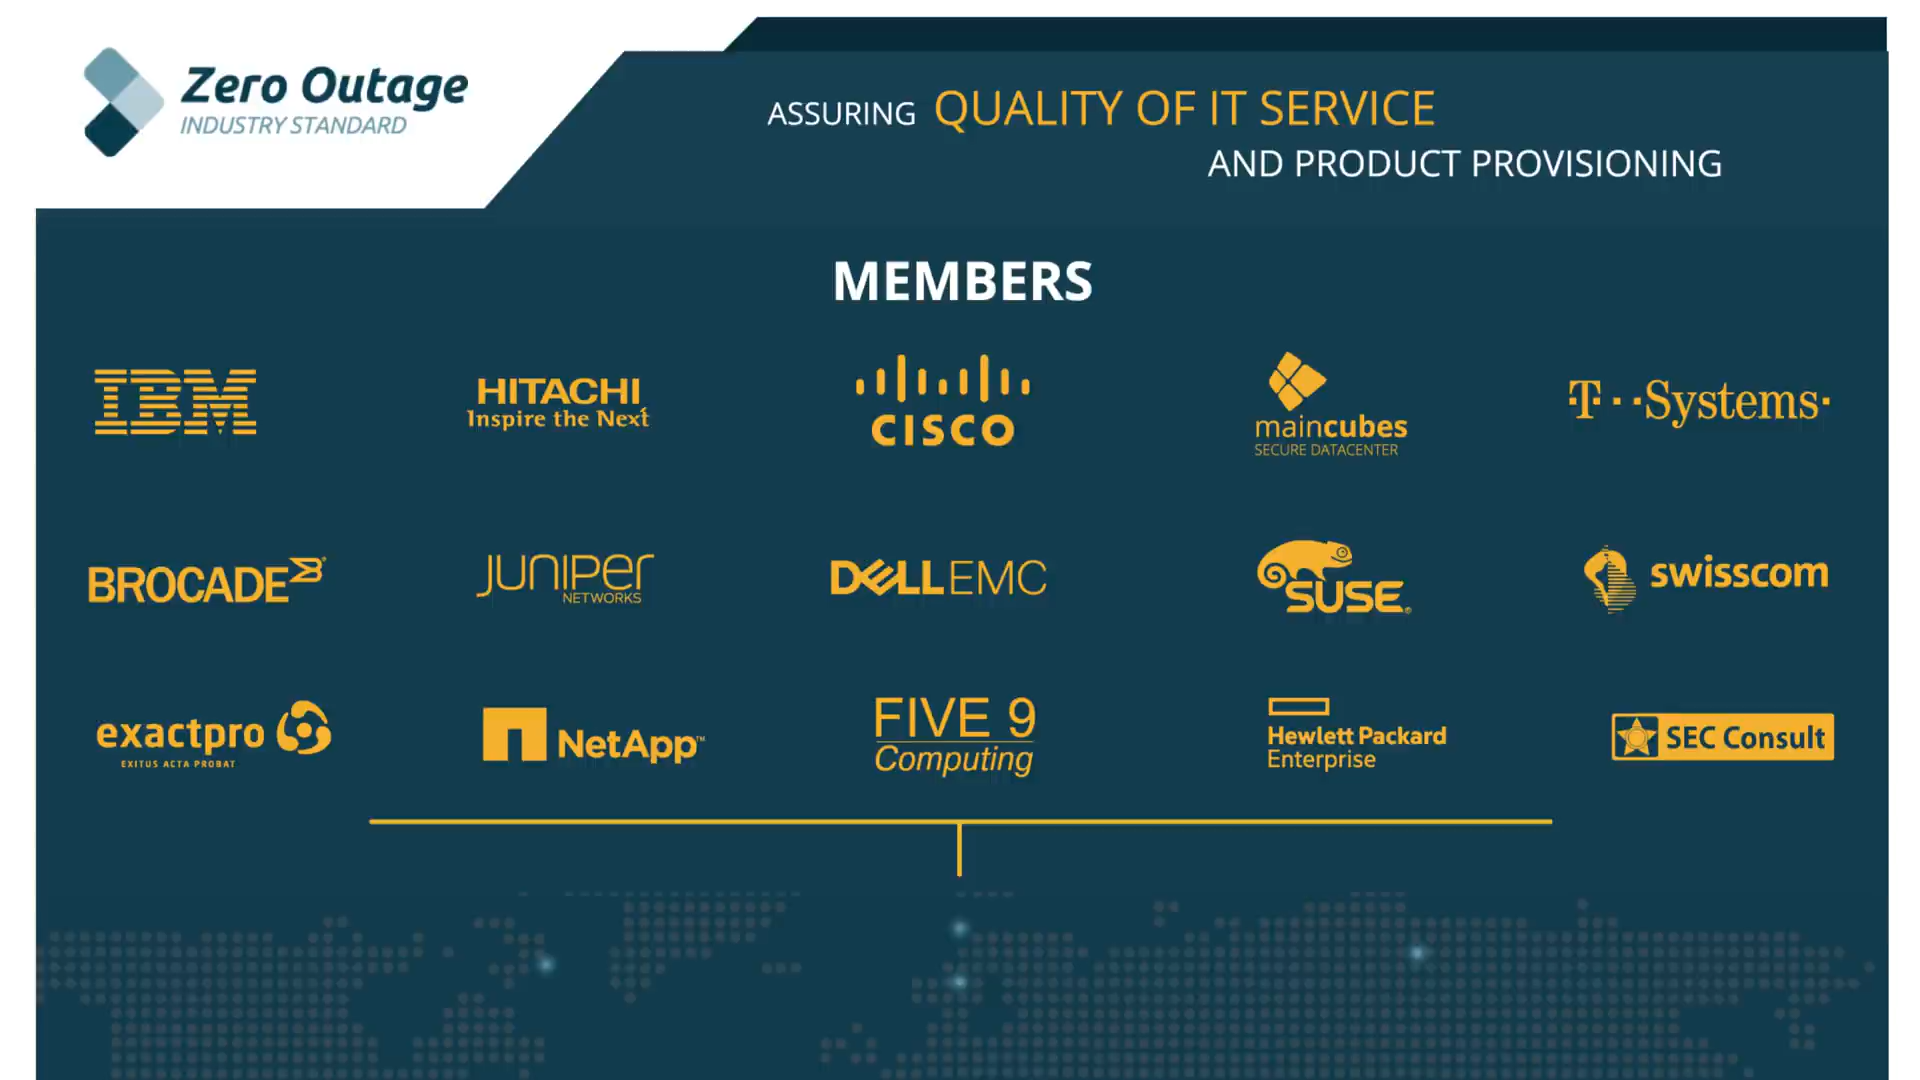 Zero Outage
INDUSTRY STANDARD
ASSURING QUALITY OF IT SERVICE
AND PRODUCT PROVISIONING
MEMBERS
IBM
HITACHI
Inspire the Next
CISCO
maincubes
SECURE DATACENTER
T··Systems·
BROCADE
JUNIPER
NETWORKS
DELLEMC
SUSE®
swisscom
exactpro
EXITUS ACTA PROBAT
NetApp™
FIVE 9
Computing
Hewlett Packard
Enterprise
SEC Consult